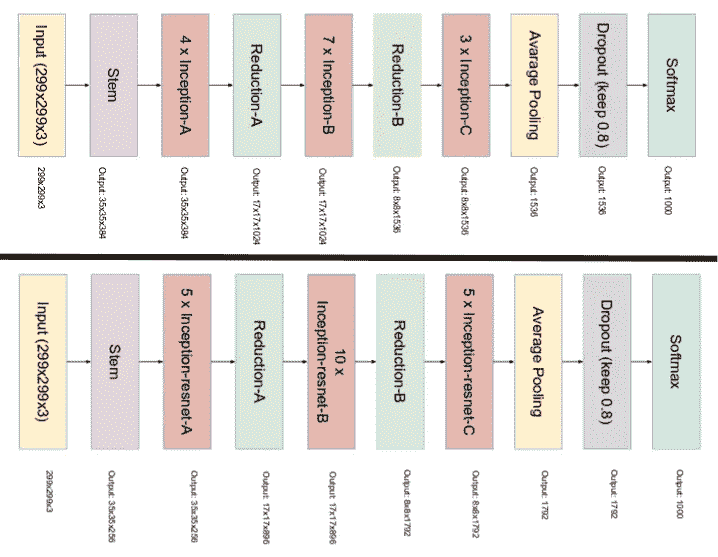 Input (299x299x3)
Stem
4 x Inception-A
Reduction-A
7 x Inception-B
Reduction-B
3 x Inception-C
Avarage Pooling
Dropout (keep 0.8)
Softmax
299x299x3
Output: 35x35x384
Output: 35x35x384
Output: 17x17x1024
Output: 17x17x1024
Output: 8x8x1536
Output: 8x8x1536
Output: 1536
Output: 1536
Output: 1000
Input (299x299x3)
Stem
5 x Inception-resnet-A
Reduction-A
10 x
Inception-resnet-B
Reduction-B
5 x Inception-resnet-C
Average Pooling
Dropout (keep 0.8)
Softmax
299x299x3
Output: 35x35x256
Output: 35x35x256
Output: 17x17x896
Output: 17x17x896
Output: 8x8x1792
Output: 8x8x1792
Output: 1792
Output: 1792
Output: 1000